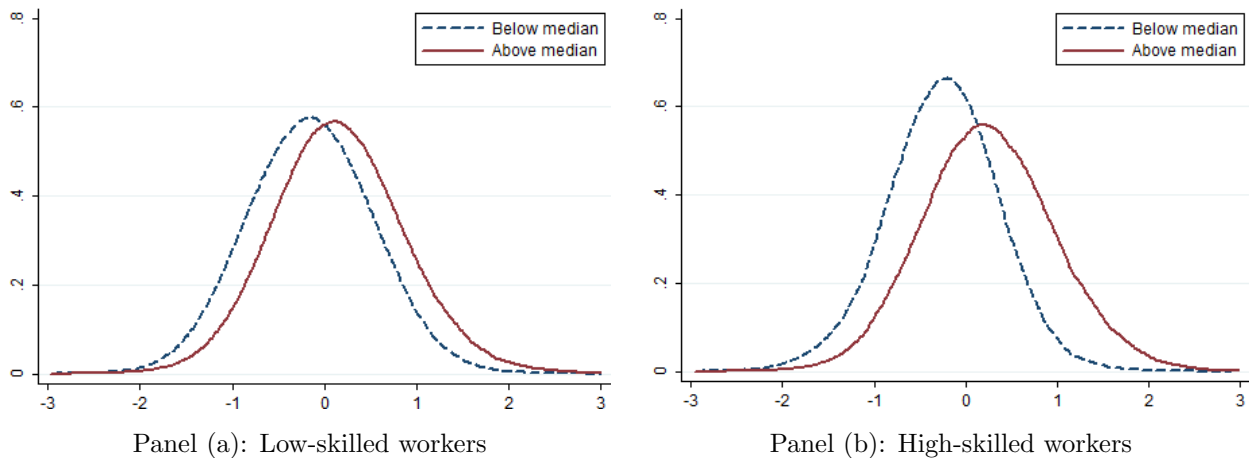 .8
.6
.4
.2
0
-3 -2 -1 0 1 2 3
Below median
Above median
Panel (a): Low-skilled workers
.8
.6
.4
.2
0
-3 -2 -1 0 1 2 3
Below median
Above median
Panel (b): High-skilled workers